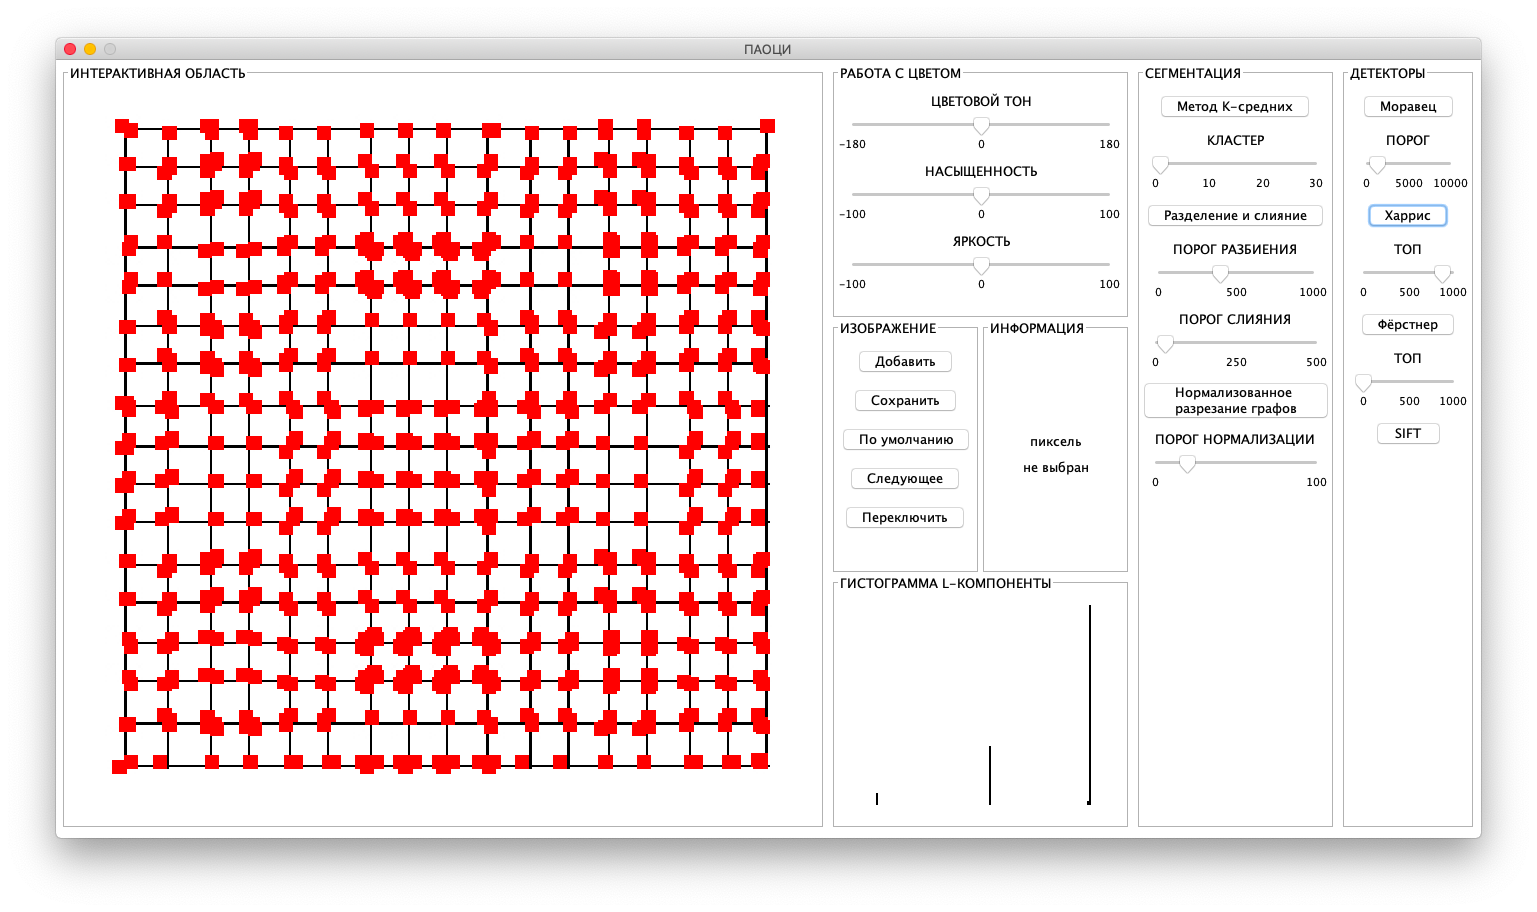 ПАОЦИ
ИНТЕРАКТИВНАЯ ОБЛАСТЬ
РАБОТА С ЦВЕТОМ
ЦВЕТОВОЙ ТОН
-180 0 180
НАСЫЩЕННОСТЬ
-100 0 100
ЯРКОСТЬ
-100 0 100
ИЗОБРАЖЕНИЕ
Добавить
Сохранить
По умолчанию
Следующее
Переключить
ИНФОРМАЦИЯ
пиксель
не выбран
ГИСТОГРАММА L-КОМПОНЕНТЫ
СЕГМЕНТАЦИЯ
Метод К-средних
КЛАСТЕР
0 10 20 30
Разделение и слияние
ПОРОГ РАЗБИЕНИЯ
0 500 1000
ПОРОГ СЛИЯНИЯ
0 250 500
Нормализованное
разрезание графов
ПОРОГ НОРМАЛИЗАЦИИ
0 100
ДЕТЕКТОРЫ
Моравец
ПОРОГ
0 5000 10000
Харрис
ТОП
0 500 1000
Фёрстнер
ТОП
0 500 1000
SIFT